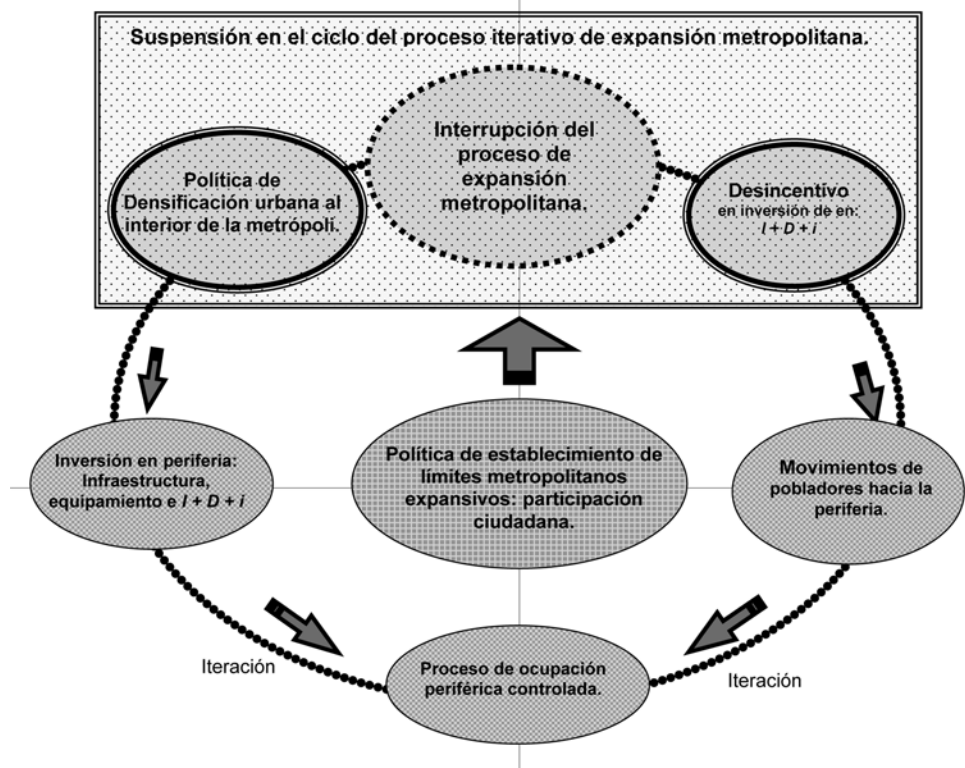 Suspensión en el ciclo del proceso iterativo de expansión metropolitana.
Interrupción del
proceso de
expansión
metropolitana.
Política de
Densificación urbana al
interior de la metrópoli.
Desincentivo
en inversión de en:
I + D + i
Inversión en periferia:
Infraestructura,
equipamiento e I + D + i
Política de establecimiento de
límites metropolitanos
expansivos: participación
ciudadana.
Movimientos de
pobladores hacia la
periferia.
Iteración
Proceso de ocupación
periférica controlada.
Iteración